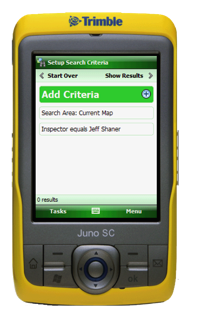 Trimble
Setup Search Criteria
Start Over Show Results
Add Criteria
Search Area: Current Map
Inspector equals Jeff Shaner
0 results
Tasks Menu
Juno SC
ok